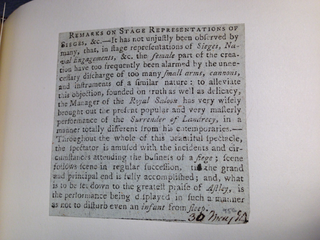 REMARKS ON STAGE REPRESENTATIONS OF
SIEGES, &c.—It has not unjustly been observed by
many, that, in stage representations of Sieges, Na-
val Engagements, &c. the female part of the crea-
tion have too frequently been alarmed by the unne-
cessary discharge of too many small arms, cannons,
and instruments of a similar nature: to alleviate
this objection, founded on truth as well as delicacy,
the Manager of the Royal Saloon has very wisely
brought out the present popular and very masterly
performance of the Surrender of Landrecy, in a
manner totally different from his cotemporaries.—
Throughout the whole of this beautiful spectacle,
the spectator is amused with the incidents and cir-
cumstances attending the business of a siege; scene
follows scene in regular succession, till the grand
and principal end is fully accomplished; and, what
is to be set down to the greatest praise of Astley, is
the performance being displayed in such a manner
as not to disturb even an infant from sleep.